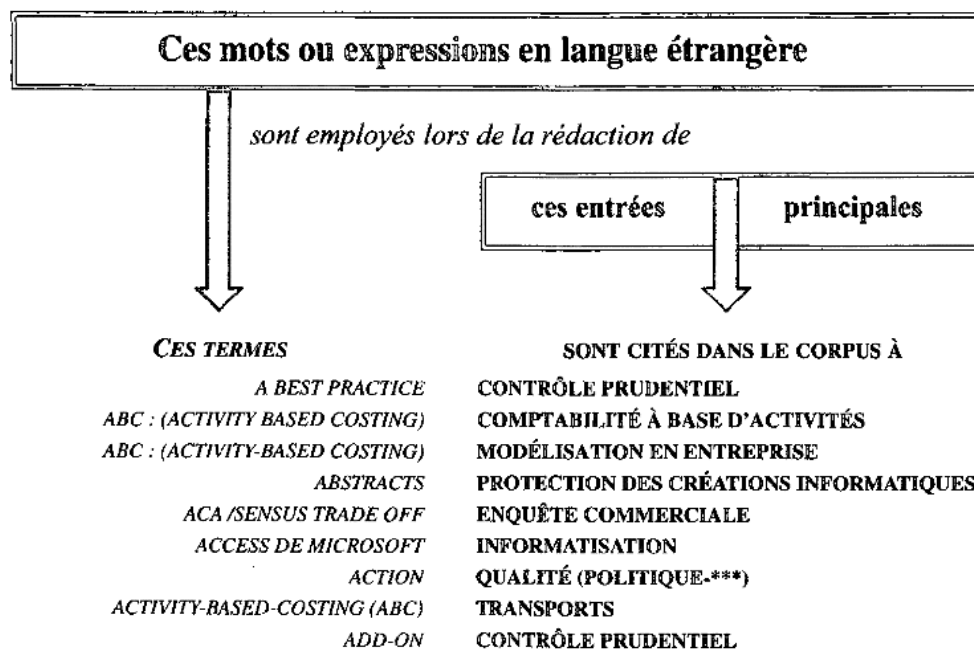 Ces mots ou expressions en langue étrangère
sont employés lors de la rédaction de
ces entrées principales
CES TERMES SONT CITÉS DANS LE CORPUS À
A BEST PRACTICE CONTRÔLE PRUDENTIEL
ABC : (ACTIVITY BASED COSTING) COMPTABILITÉ À BASE D'ACTIVITÉS
ABC : (ACTIVITY-BASED COSTING) MODÉLISATION EN ENTREPRISE
ABSTRACTS PROTECTION DES CRÉATIONS INFORMATIQUES
ACA /SENSUS TRADE OFF ENQUÊTE COMMERCIALE
ACCESS DE MICROSOFT INFORMATISATION
ACTION QUALITÉ (POLITIQUE-***)
ACTIVITY-BASED-COSTING (ABC) TRANSPORTS
ADD-ON CONTRÔLE PRUDENTIEL